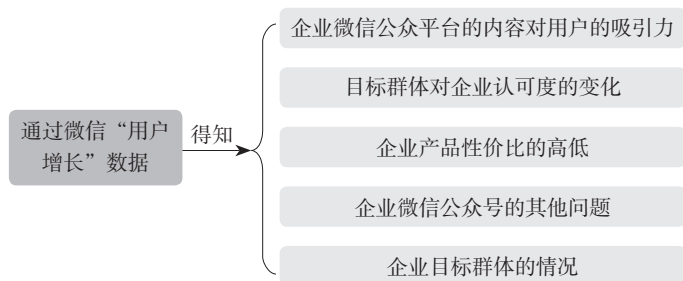 企业微信公众平台的内容对用户的吸引力
目标群体对企业认可度的变化
通过微信“用户
增长”数据
得知
企业产品性价比的高低
企业微信公众号的其他问题
企业目标群体的情况